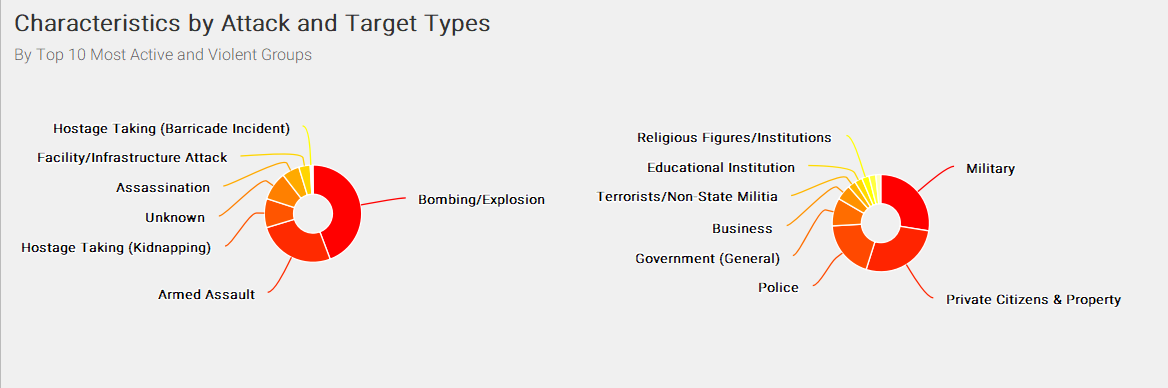 Characteristics by Attack and Target Types
By Top 10 Most Active and Violent Groups
Hostage Taking (Barricade Incident)
Facility/Infrastructure Attack
Assassination
Unknown
Hostage Taking (Kidnapping)
Armed Assault
Bombing/Explosion
Religious Figures/Institutions
Educational Institution
Terrorists/Non-State Militia
Business
Government (General)
Police
Military
Private Citizens & Property